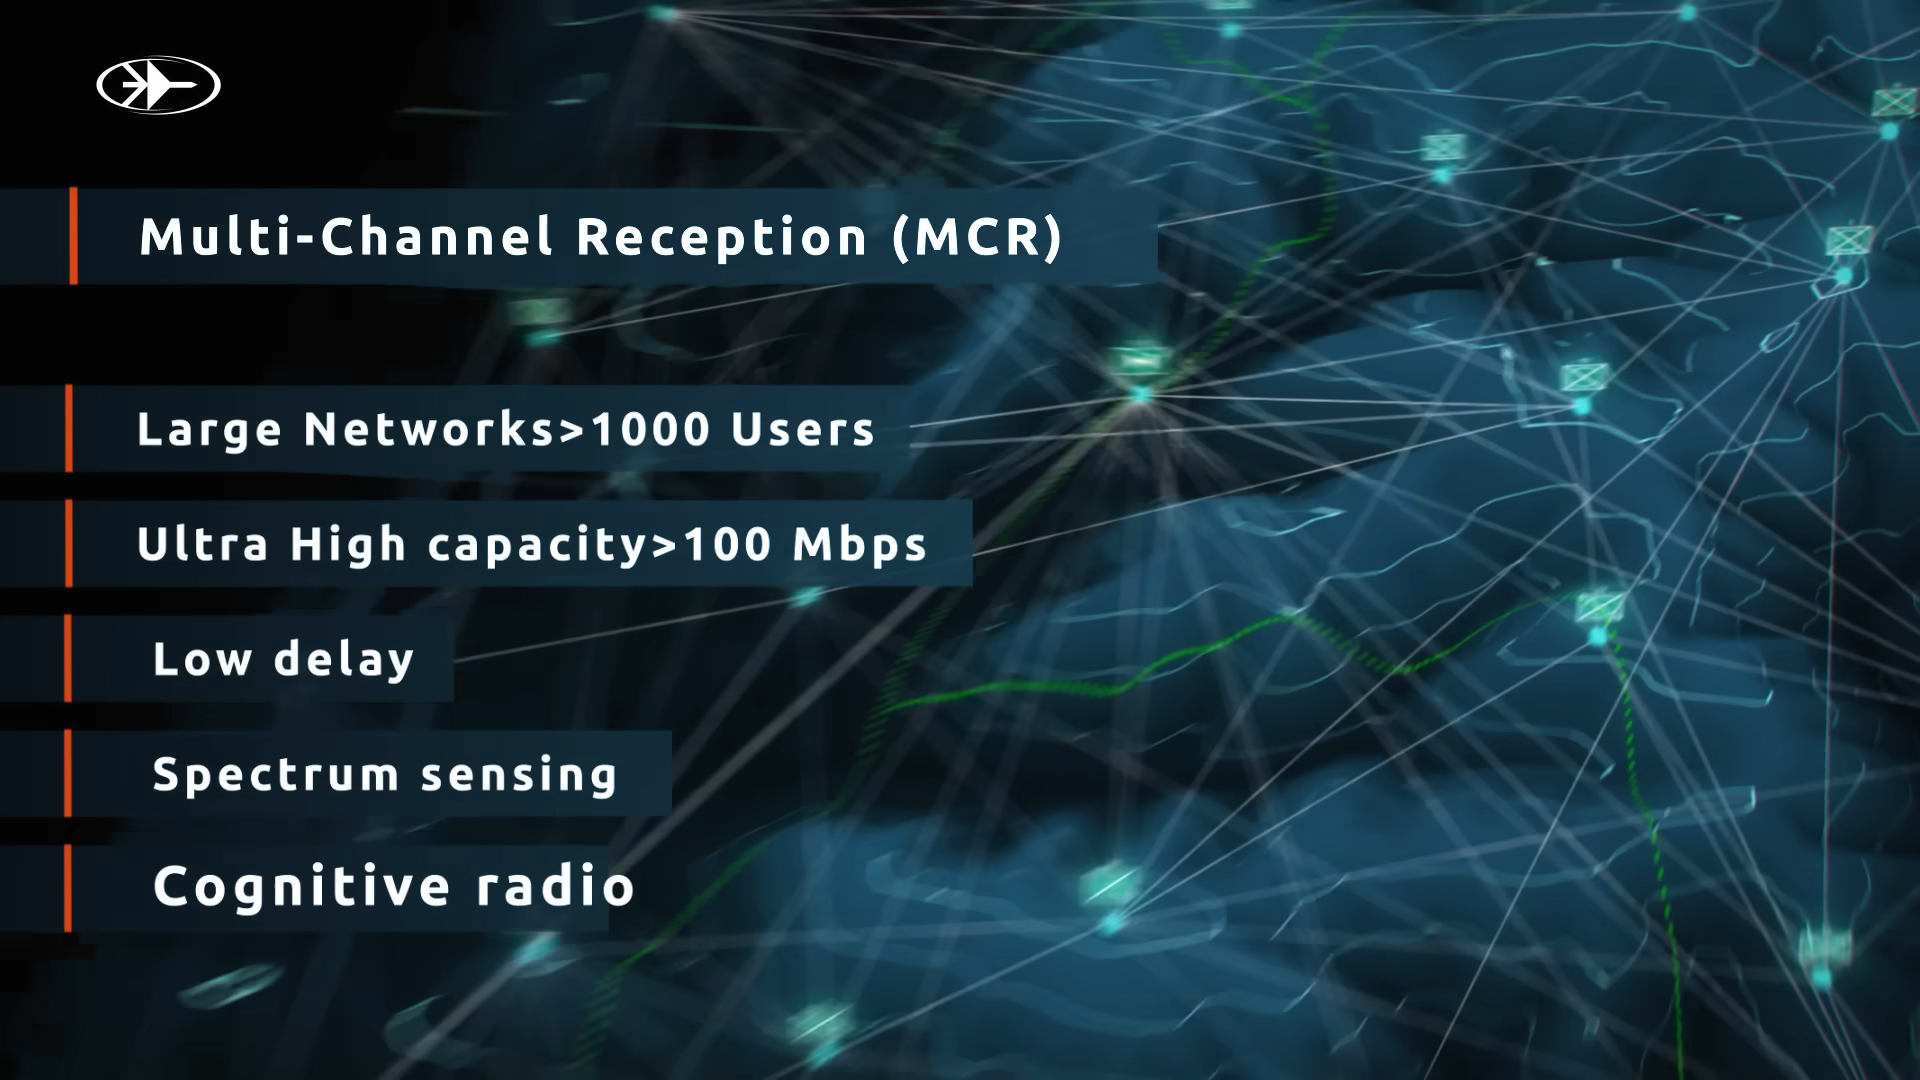 Multi-Channel Reception (MCR)
Large Networks>1000 Users
Ultra High capacity>100 Mbps
Low delay
Spectrum sensing
Cognitive radio